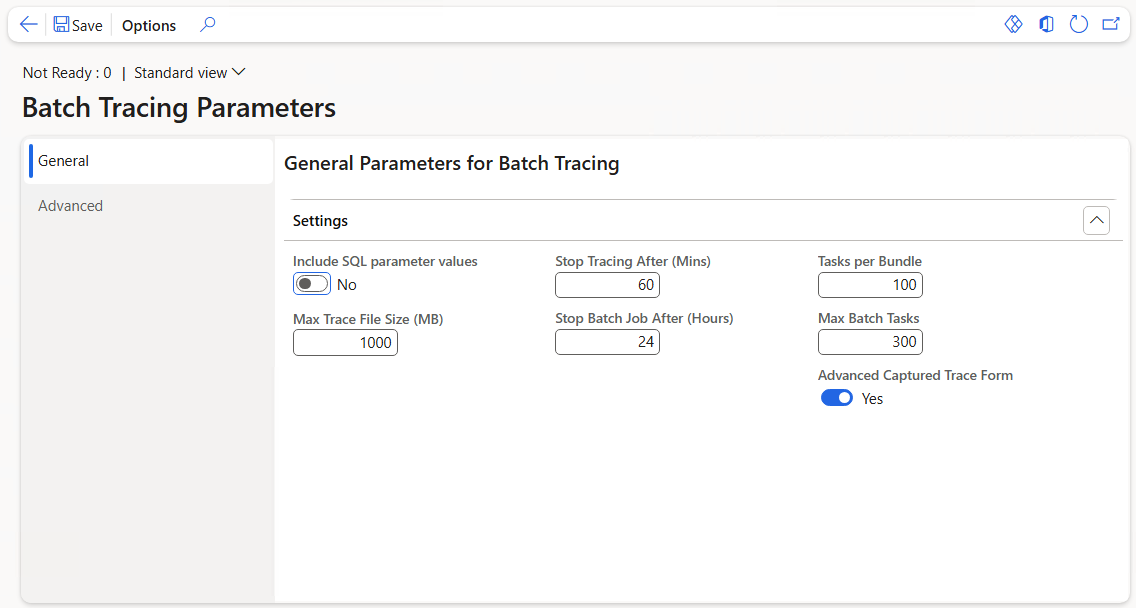 Save Options
Not Ready : 0 | Standard view
Batch Tracing Parameters
General
Advanced
General Parameters for Batch Tracing
Settings
Include SQL parameter values
No
Max Trace File Size (MB)
1000
Stop Tracing After (Mins)
60
Stop Batch Job After (Hours)
24
Tasks per Bundle
100
Max Batch Tasks
300
Advanced Captured Trace Form
Yes